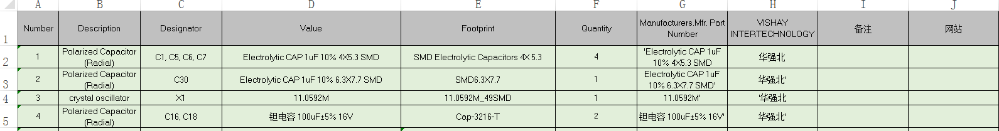 A B C D E F G H I J
1 Number Description Designator Value Footprint Quantity Manufacturers.Mfr. Part Number VISHAY INTERTECHNOLOGY 备注 网站
2 1 Polarized Capacitor (Radial) C1, C5, C6, C7 Electrolytic CAP 1uF 10% 4X5.3 SMD SMD Electrolytic Capacitors 4X5.3 4 'Electrolytic CAP 1uF 10% 4X5.3 SMD 华强北
3 2 Polarized Capacitor (Radial) C30 Electrolytic CAP 1uF 10% 6.3X7.7 SMD SMD6.3X7.7 1 Electrolytic CAP 1uF 10% 6.3X7.7 SMD' 华强北'
4 3 crystal oscillator X1 11.0592M 11.0592M_49SMD 1 11.0592M' '华强北
5 4 Polarized Capacitor (Radial) C16, C18 钽电容 100uF±5% 16V Cap-3216-T 2 钽电容 100uF±5% 16V' 华强北'